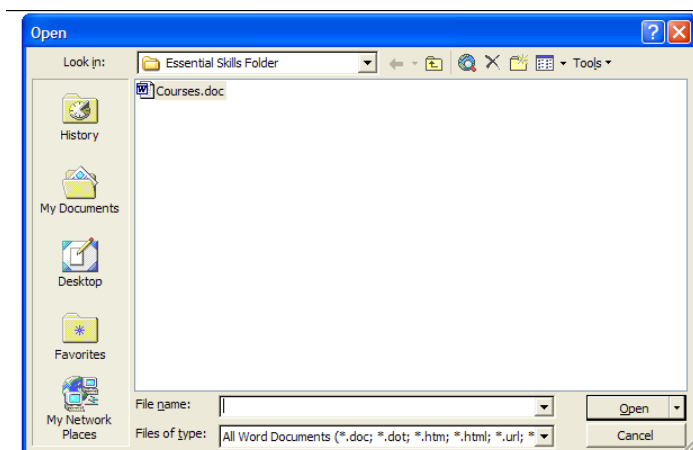 Open
Look in:
Essential Skills Folder
Tools
Courses.doc
History
My Documents
Desktop
Favorites
My Network
Places
File name:
Open
Files of type:
All Word Documents (*.doc; *.dot; *.htm; *.html; *.url; *
Cancel